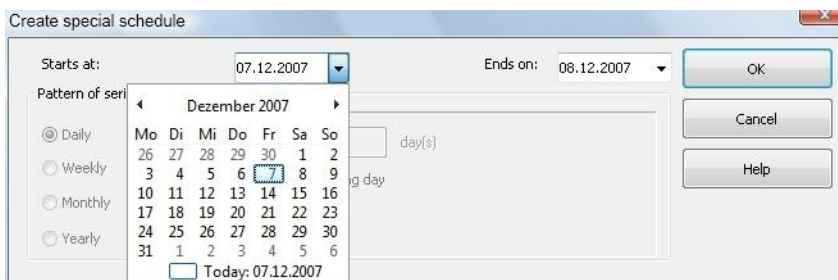 Create special schedule
Starts at:
07.12.2007
Ends on:
08.12.2007
OK
Cancel
Help
Pattern of seri
Daily
Weekly
Monthly
Yearly
day(s)
ng day
Dezember 2007
Mo Di Mi Do Fr Sa So
26 27 28 29 30 1 2
3 4 5 6 7 8 9
10 11 12 13 14 15 16
17 18 19 20 21 22 23
24 25 26 27 28 29 30
31 1 2 3 4 5 6
Today: 07.12.2007